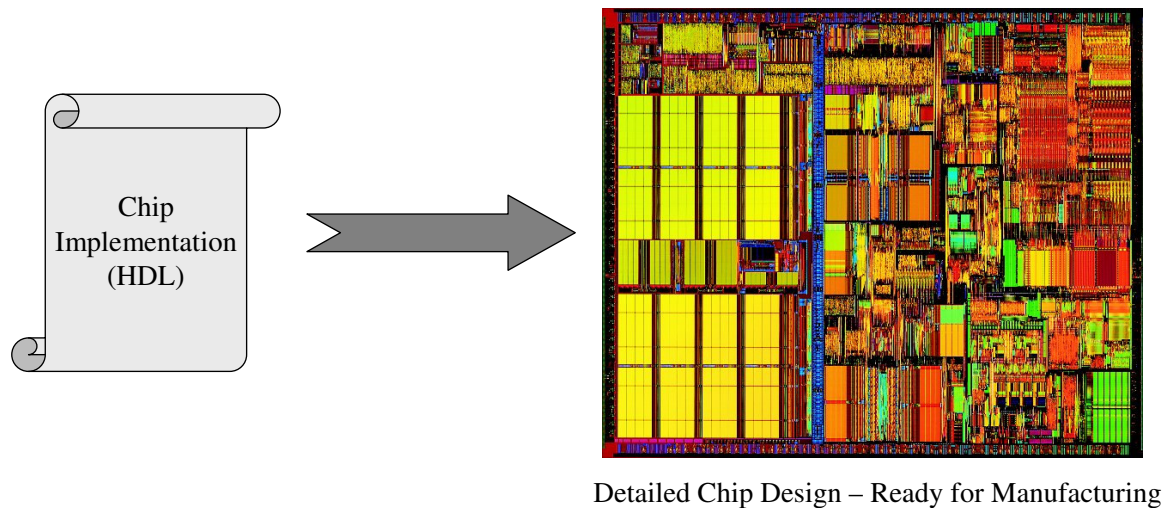 Chip
Implementation
(HDL)
Detailed Chip Design – Ready for Manufacturing